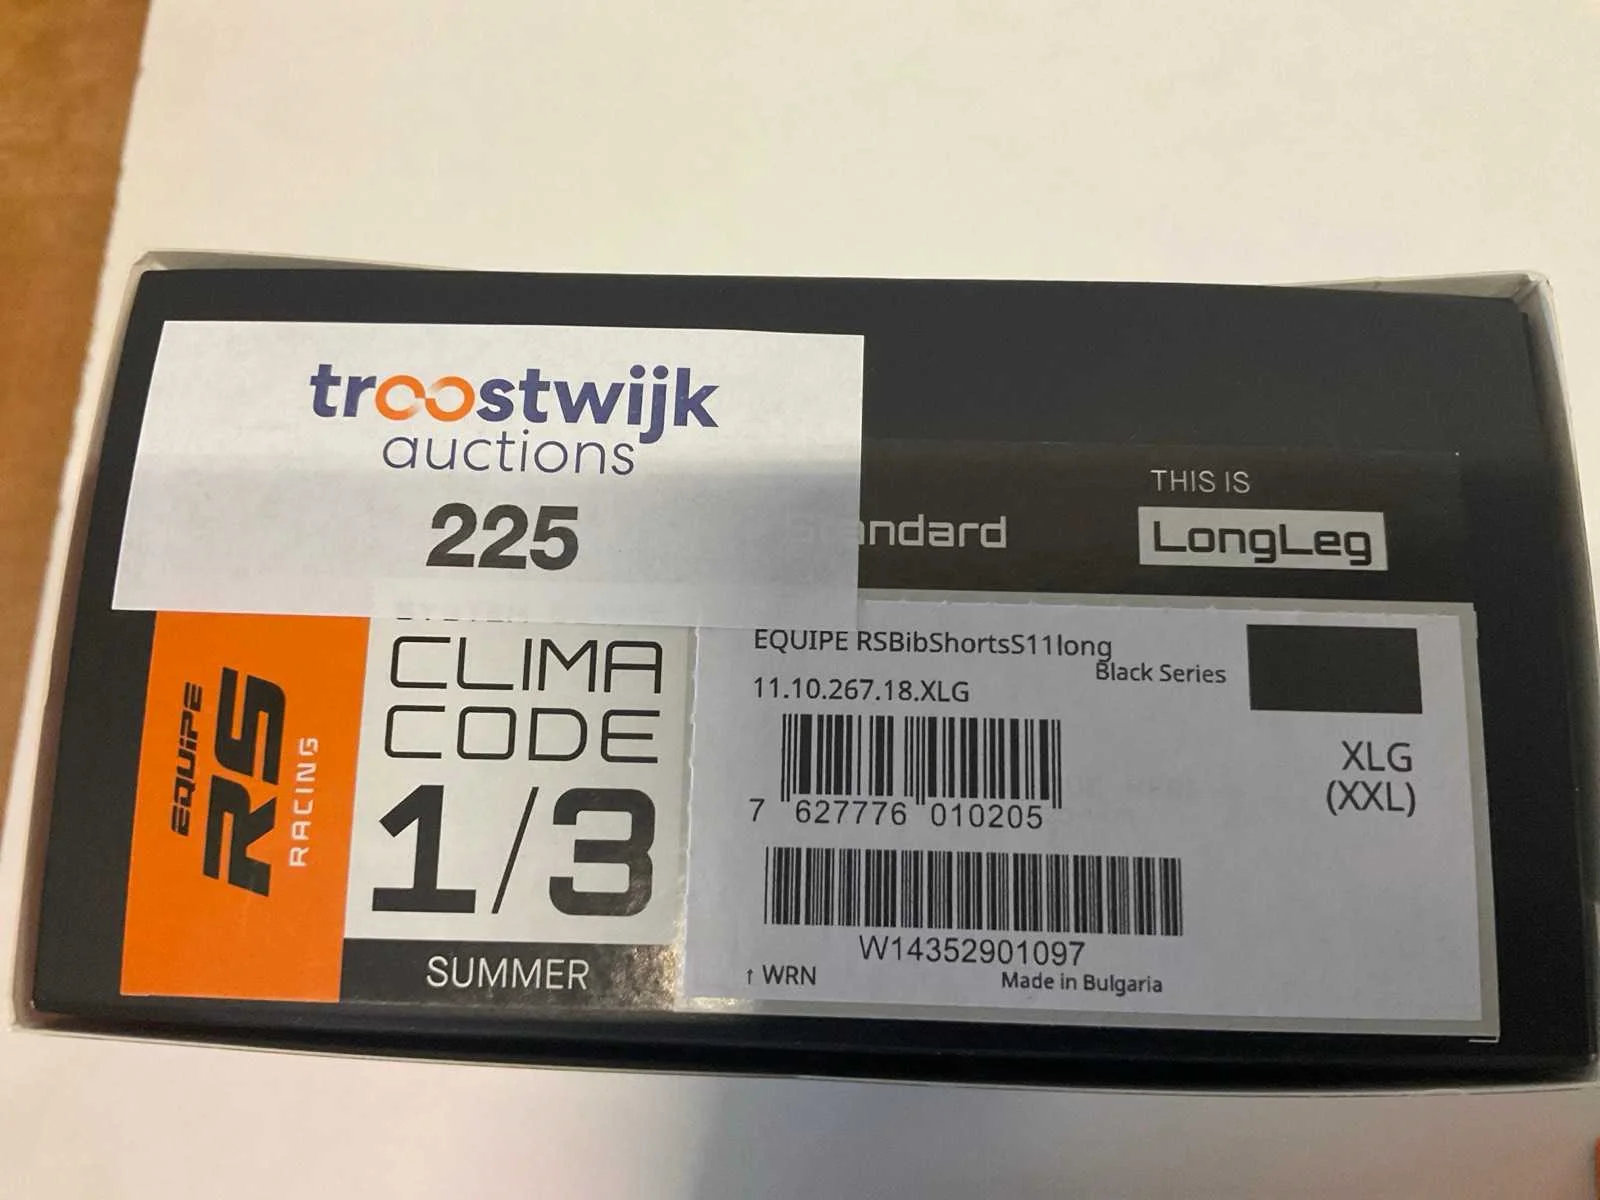 troostwijk
auctions
225
ndard
THIS IS
LongLeg
EQUIPE
RS
RACING
CLIMA
CODE
1/3
SUMMER
EQUIPE RSBibShortsS11long
Black Series
11.10.267.18.XLG
7 627776 010205
XLG
(XXL)
W14352901097
↑ WRN
Made in Bulgaria